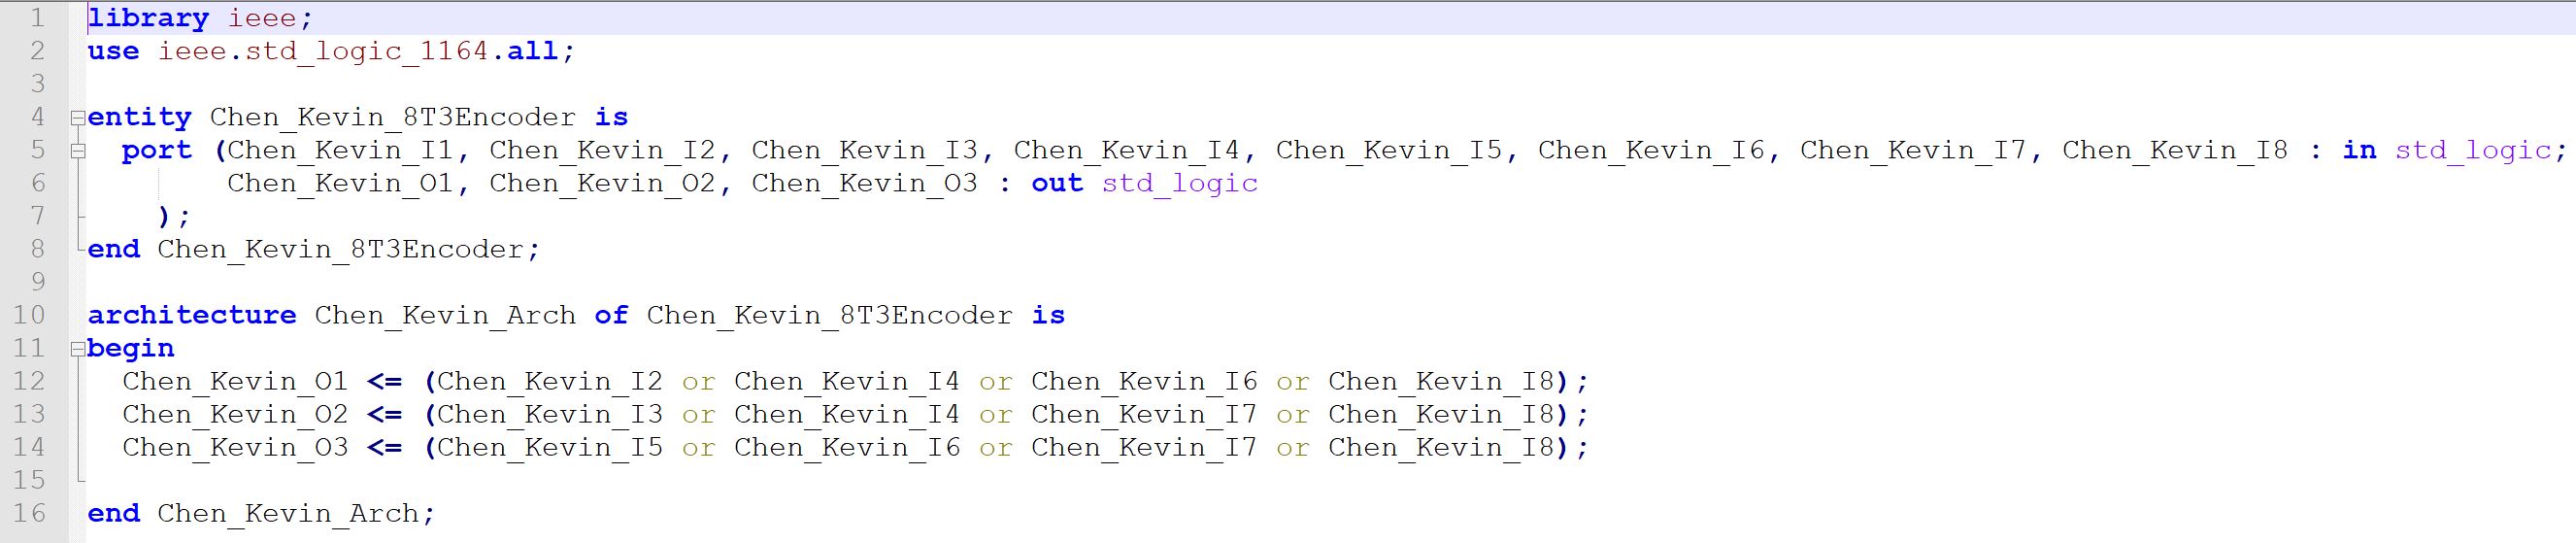 1 library ieee;
2 use ieee.std_logic_1164.all;
3
4 entity Chen_Kevin_8T3Encoder is
5 port (Chen_Kevin_I1, Chen_Kevin_I2, Chen_Kevin_I3, Chen_Kevin_I4, Chen_Kevin_I5, Chen_Kevin_I6, Chen_Kevin_I7, Chen_Kevin_I8 : in std_logic;
6 Chen_Kevin_O1, Chen_Kevin_O2, Chen_Kevin_O3 : out std_logic
7 );
8 end Chen_Kevin_8T3Encoder;
9
10 architecture Chen_Kevin_Arch of Chen_Kevin_8T3Encoder is
11 begin
12 Chen_Kevin_O1 <= (Chen_Kevin_I2 or Chen_Kevin_I4 or Chen_Kevin_I6 or Chen_Kevin_I8);
13 Chen_Kevin_O2 <= (Chen_Kevin_I3 or Chen_Kevin_I4 or Chen_Kevin_I7 or Chen_Kevin_I8);
14 Chen_Kevin_O3 <= (Chen_Kevin_I5 or Chen_Kevin_I6 or Chen_Kevin_I7 or Chen_Kevin_I8);
15
16 end Chen_Kevin_Arch;